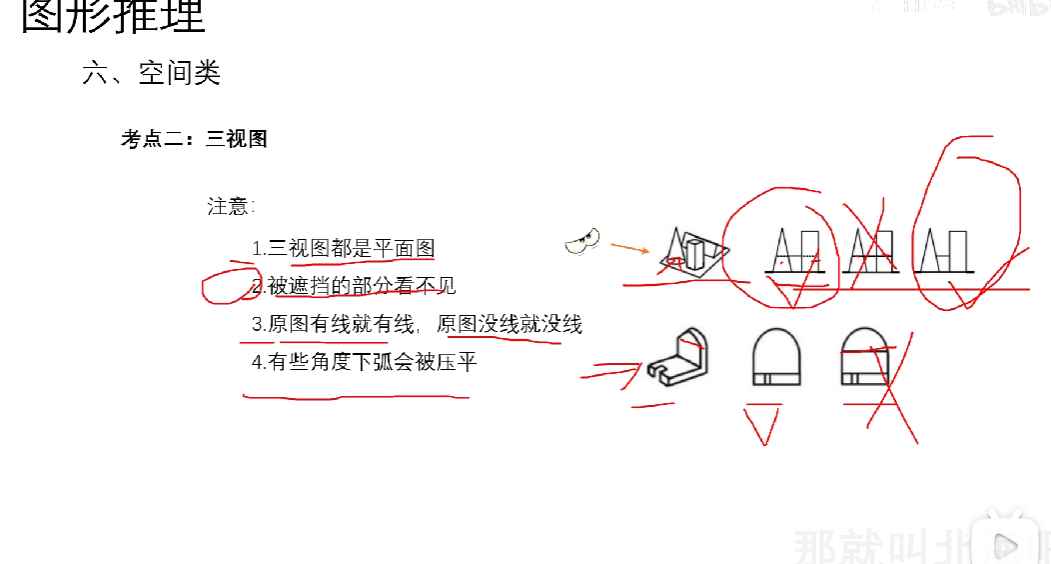 图形推理
六、空间类
考点二：三视图
注意：
1.三视图都是平面图
2.被遮挡的部分看不见
3.原图有线就有线，原图没线就没线
4.有些角度下弧会被压平
那就叫北